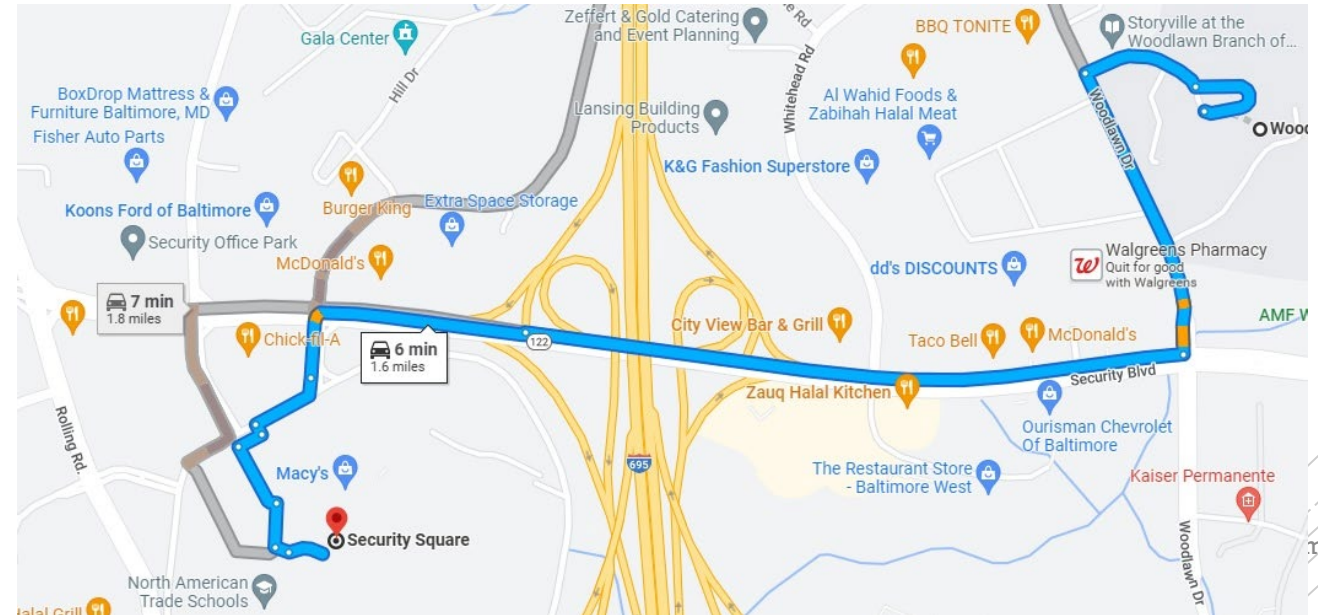 Zeffert & Gold Catering
and Event Planning
Gala Center
BBQ TONITE
Storyville at the
Woodlawn Branch of...
BoxDrop Mattress &
Furniture Baltimore, MD
Hill Dr
Whitehead Rd
Lansing Building
Products
Al Wahid Foods &
Zabihah Halal Meat
Woodlawn Dr
Wood
Fisher Auto Parts
K&G Fashion Superstore
Koons Ford of Baltimore
Burger King
Extra Space Storage
Security Office Park
McDonald's
dd's DISCOUNTS
W
Walgreens Pharmacy
Quit for good
with Walgreens
7 min
1.8 miles
AMF W
Chick-fil-A
6 min
1.6 miles
122
City View Bar & Grill
Taco Bell
McDonald's
Security Blvd
Zauq Halal Kitchen
Rolling Rd.
Ourisman Chevrolet
Of Baltimore
Macy's
695
The Restaurant Store
- Baltimore West
Kaiser Permanente
Security Square
Woodlawn Dr
North American
Trade Schools
Halal Grill